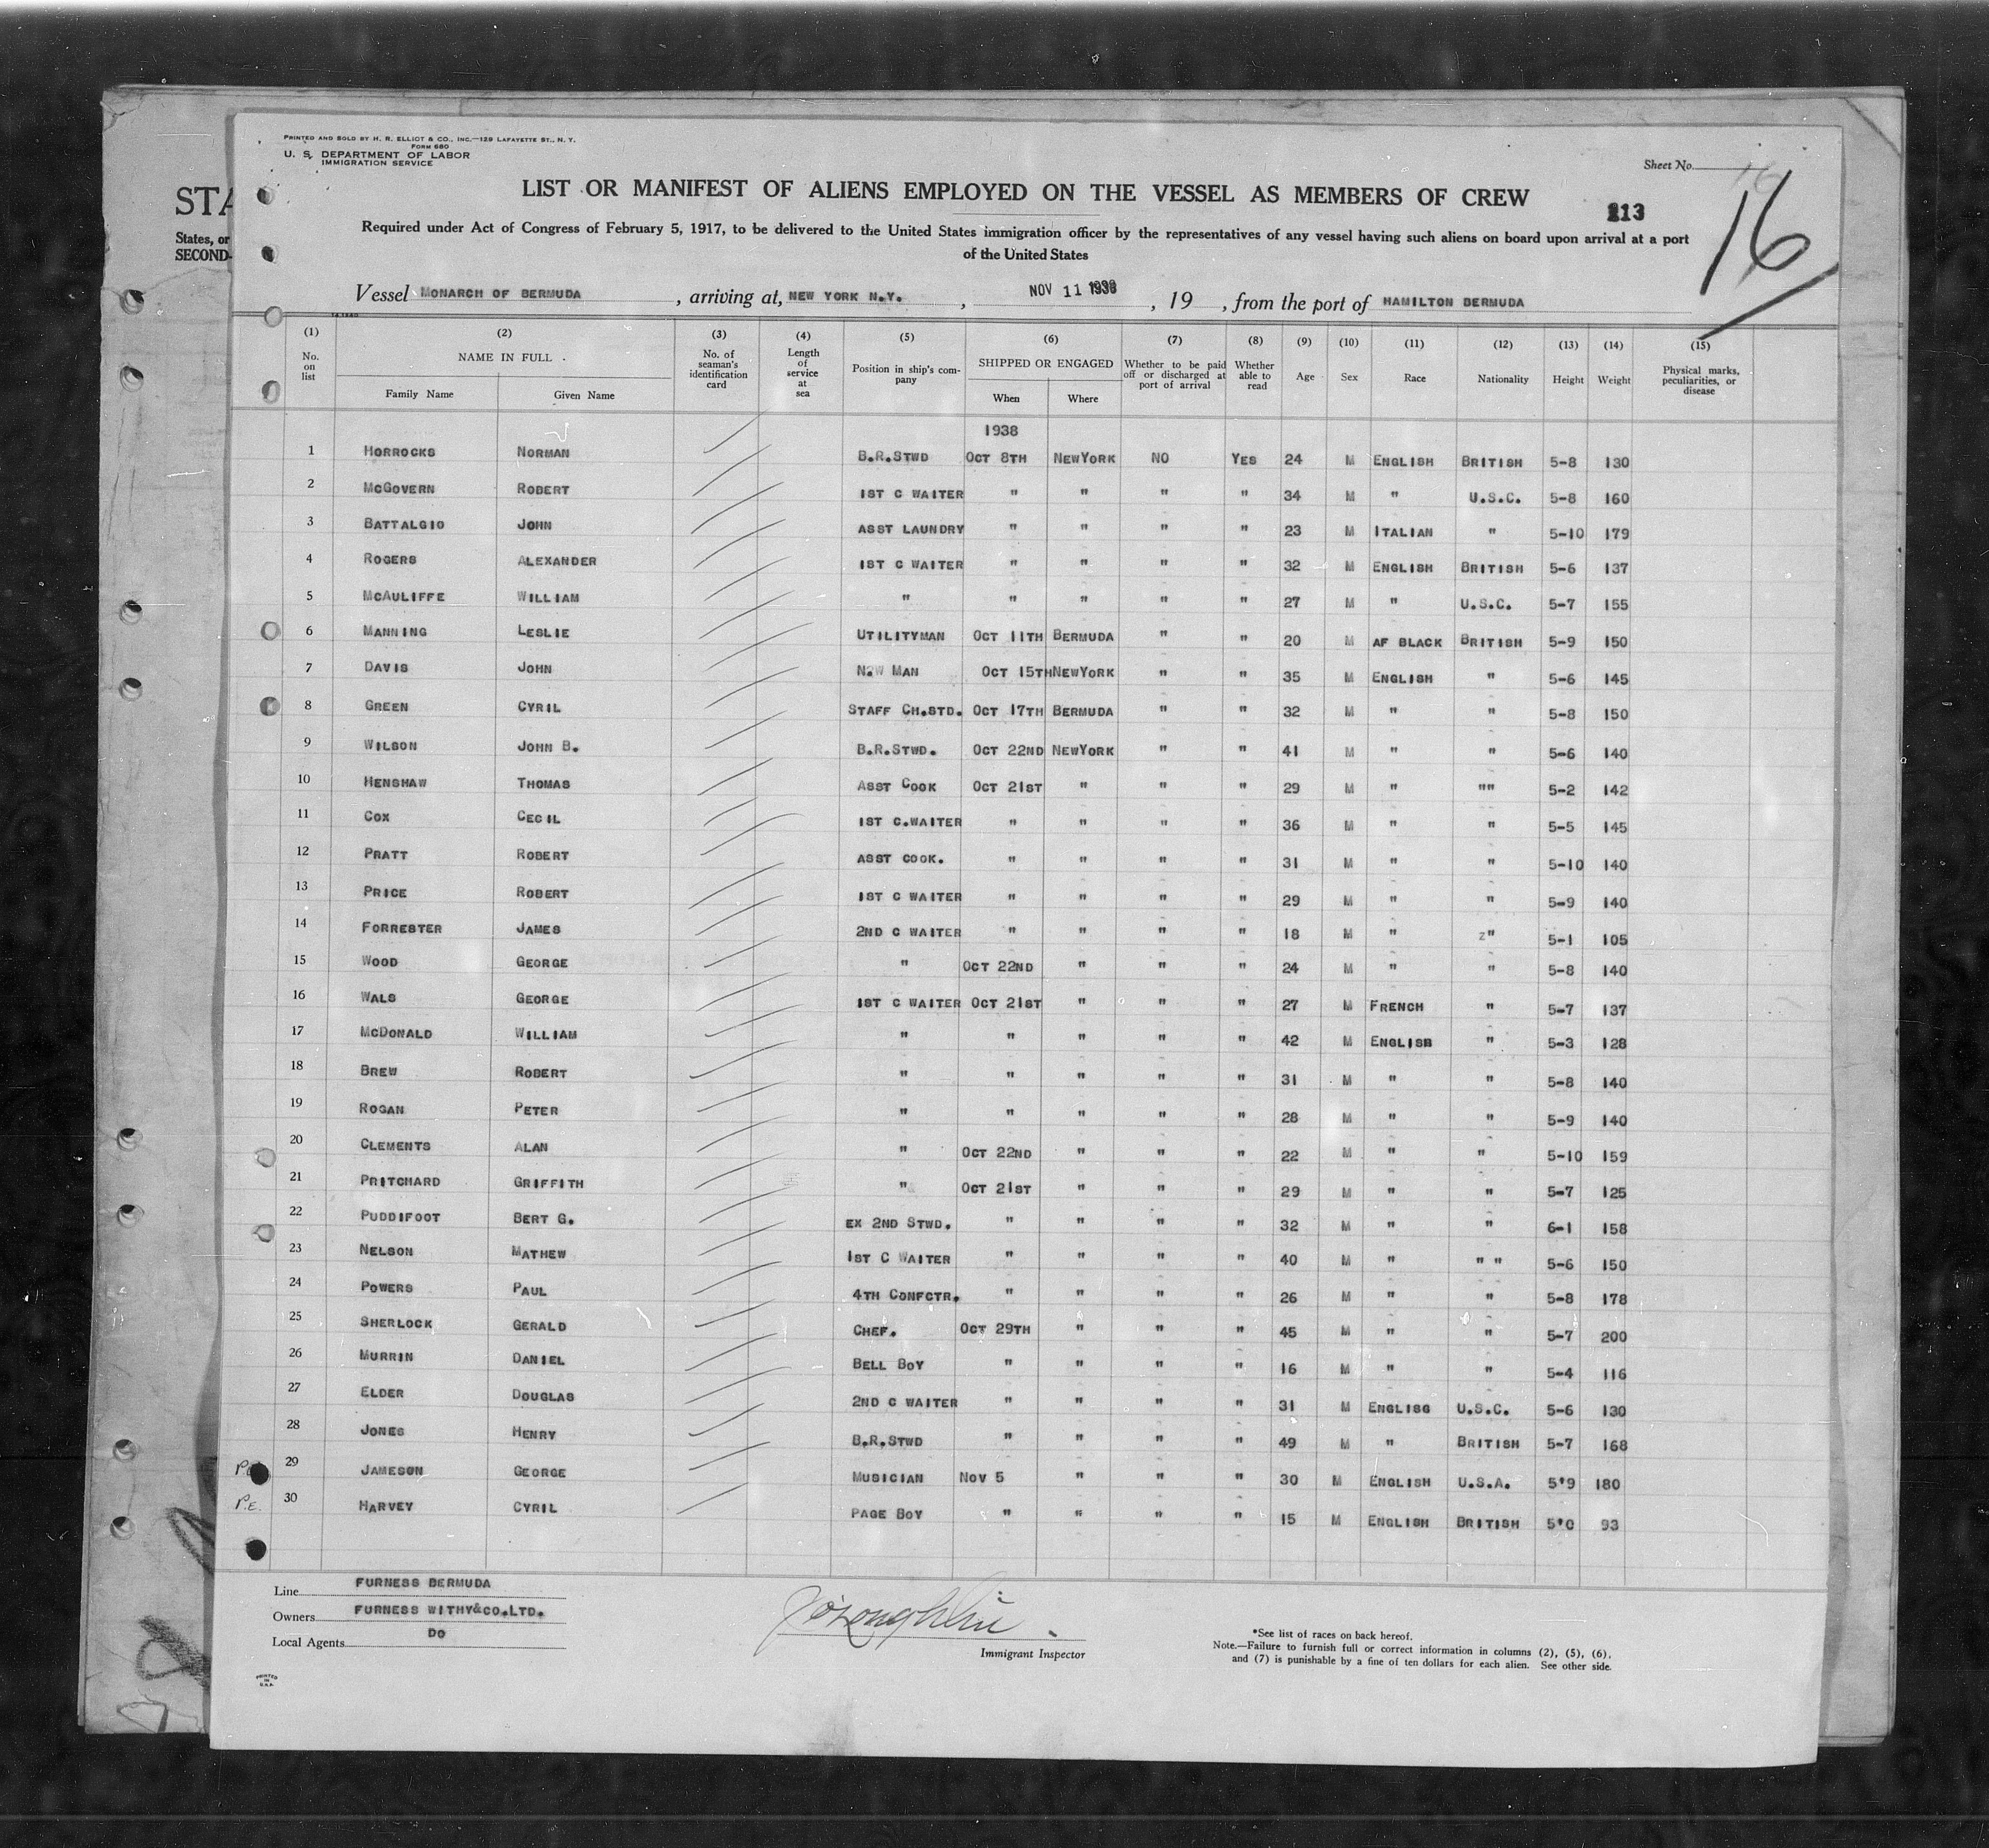 PRINTED AND SOLD BY H. R. ELLIOT & CO., INC.—129 LAFAYETTE ST., N. Y.
FORM 680
U. S. DEPARTMENT OF LABOR
IMMIGRATION SERVICE
Sheet No.
16
STA
LIST OR MANIFEST OF ALIENS EMPLOYED ON THE VESSEL AS MEMBERS OF CREW
213
States, or
SECOND-
Required under Act of Congress of February 5, 1917, to be delivered to the United States immigration officer by the representatives of any vessel having such aliens on board upon arrival at a port
of the United States
Vessel MONARCH OF BERMUDA, arriving at, NEW YORK N.Y., NOV 11 1938, 19 , from the port of HAMILTON BERMUDA
(1) (2) (3) (4) (5) (6) (7) (8) (9) (10) (11) (12) (13) (14) (15)
No. on list NAME IN FULL No. of seaman's identification card Length of service at sea Position in ship's company SHIPPED OR ENGAGED Whether to be paid off or discharged at port of arrival Whether able to read Age Sex Race Nationality Height Weight Physical marks, peculiarities, or disease
Family Name Given Name When Where
1938
1 HORROCKS NORMAN B.R.STWD OCT 8TH NEWYORK NO YES 24 M ENGLISH BRITISH 5-8 130
2 MCGOVERN ROBERT 1ST C WAITER " " " " 34 M " U.S.C. 5-8 160
3 BATTALGIO JOHN ASST LAUNDRY " " " " 23 M ITALIAN " 5-10 179
4 ROGERS ALEXANDER 1ST C WAITER " " " " 32 M ENGLISH BRITISH 5-6 137
5 MCAULIFFE WILLIAM " " " " " 27 M " U.S.C. 5-7 155
6 MANNING LESLIE UTILITYMAN OCT 11TH BERMUDA " " 20 M AF BLACK BRITISH 5-9 150
7 DAVIS JOHN N.W MAN OCT 15TH NEWYORK " " 35 M ENGLISH " 5-6 145
8 GREEN CYRIL STAFF CH.STD. OCT 17TH BERMUDA " " 32 M " " 5-8 150
9 WILSON JOHN B. B.R.STWD. OCT 22ND NEWYORK " " 41 M " " 5-6 140
10 HENSHAW THOMAS ASST COOK OCT 21ST " " " 29 M " "" 5-2 142
11 COX CECIL 1ST C.WAITER " " " " 36 M " " 5-5 145
12 PRATT ROBERT ASST COOK. " " " " 31 M " " 5-10 140
13 PRICE ROBERT 1ST C WAITER " " " " 29 M " " 5-9 140
14 FORRESTER JAMES 2ND C WAITER " " " " 18 M " z" 5-1 105
15 WOOD GEORGE " OCT 22ND " " " 24 M " " 5-8 140
16 WALS GEORGE 1ST C WAITER OCT 21ST " " " 27 M FRENCH " 5-7 137
17 MCDONALD WILLIAM " " " " " 42 M ENGLISB " 5-3 128
18 BREW ROBERT " " " " " 31 M " " 5-8 140
19 ROGAN PETER " " " " " 28 M " " 5-9 140
20 CLEMENTS ALAN " OCT 22ND " " " 22 M " " 5-10 159
21 PRITCHARD GRIFFITH " OCT 21ST " " " 29 M " " 5-7 125
22 PUDDIFOOT BERT G. EX 2ND STWD. " " " " 32 M " " 6-1 158
23 NELSON MATHEW 1ST C WAITER " " " " 40 M " " " 5-6 150
24 POWERS PAUL 4TH CONFCTR. " " " " 26 M " " 5-8 178
25 SHERLOCK GERALD CHEF. OCT 29TH " " " 45 M " " 5-7 200
26 MURRIN DANIEL BELL BOY " " " " 16 M " " 5-4 116
27 ELDER DOUGLAS 2ND C WAITER " " " " 31 M ENGLISG U.S.C. 5-6 130
28 JONES HENRY B.R.STWD " " " " 49 M " BRITISH 5-7 168
29 JAMESON GEORGE MUSICIAN NOV 5 " " " 30 M ENGLISH U.S.A. 5'9 180
P.E. 30 HARVEY CYRIL PAGE BOY " " " " 15 M ENGLISH BRITISH 5'0 93
Line FURNESS BERMUDA
Owners FURNESS WITHY&CO.LTD.
Local Agents DO
O'Loughlin
Immigrant Inspector
*See list of races on back hereof.
Note.—Failure to furnish full or correct information in columns (2), (5), (6),
and (7) is punishable by a fine of ten dollars for each alien. See other side.
PRINTED
IN
U.S.A.